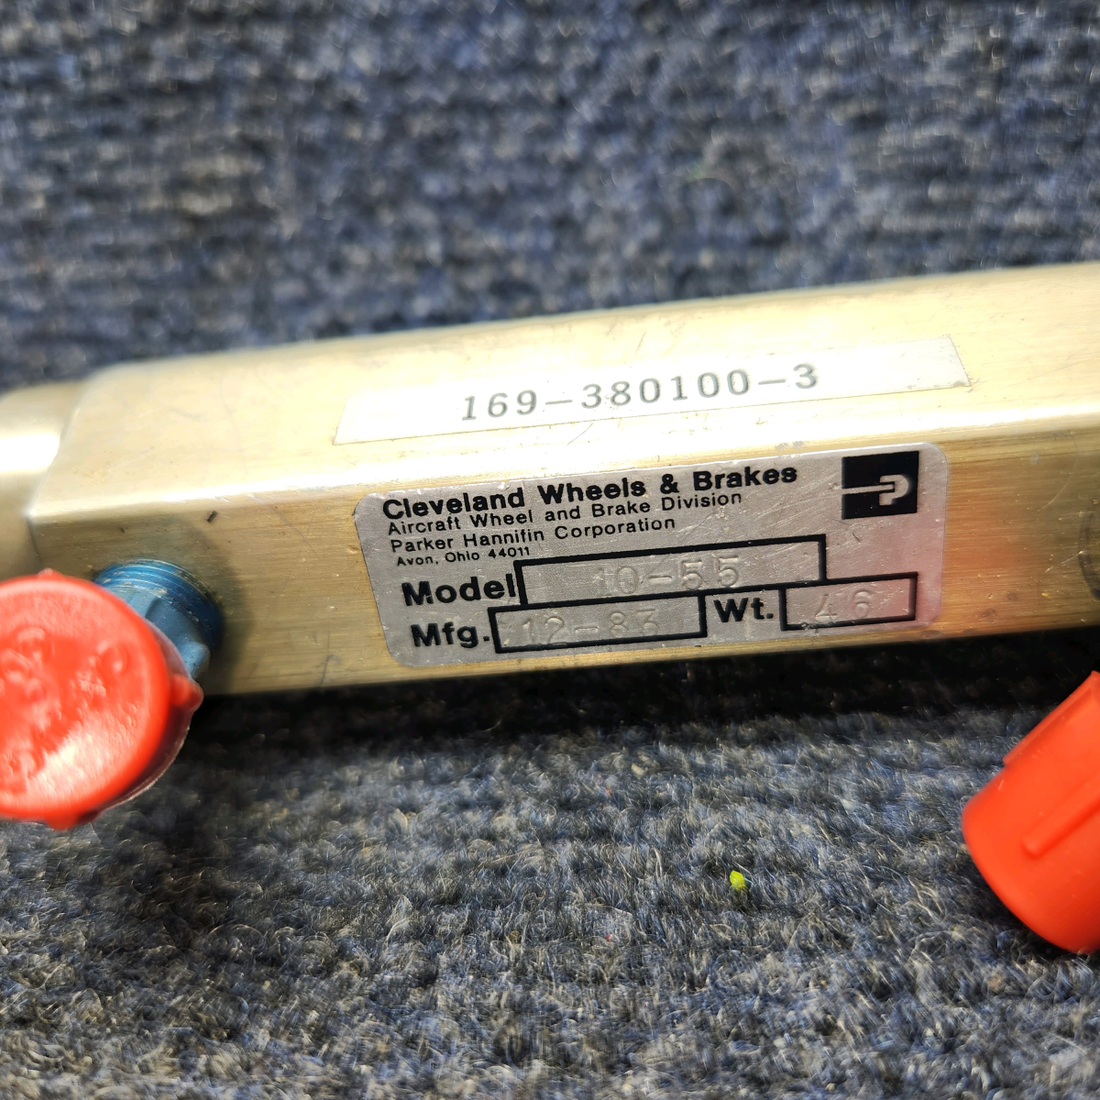 169-380100-3
Cleveland Wheels & Brakes
Aircraft Wheel and Brake Division
Parker Hannifin Corporation
Avon, Ohio 44011
Model 10-55
Mfg. 12-83 Wt. .46